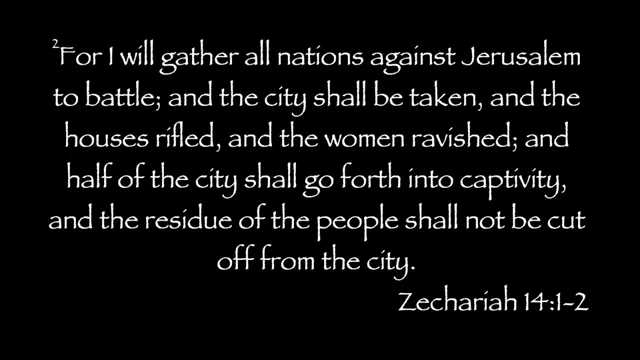 2For I will gather all nations against Jerusalem
to battle; and the city shall be taken, and the
houses rifled, and the women ravished; and
half of the city shall go forth into captivity,
and the residue of the people shall not be cut
off from the city.
Zechariah 14:1-2